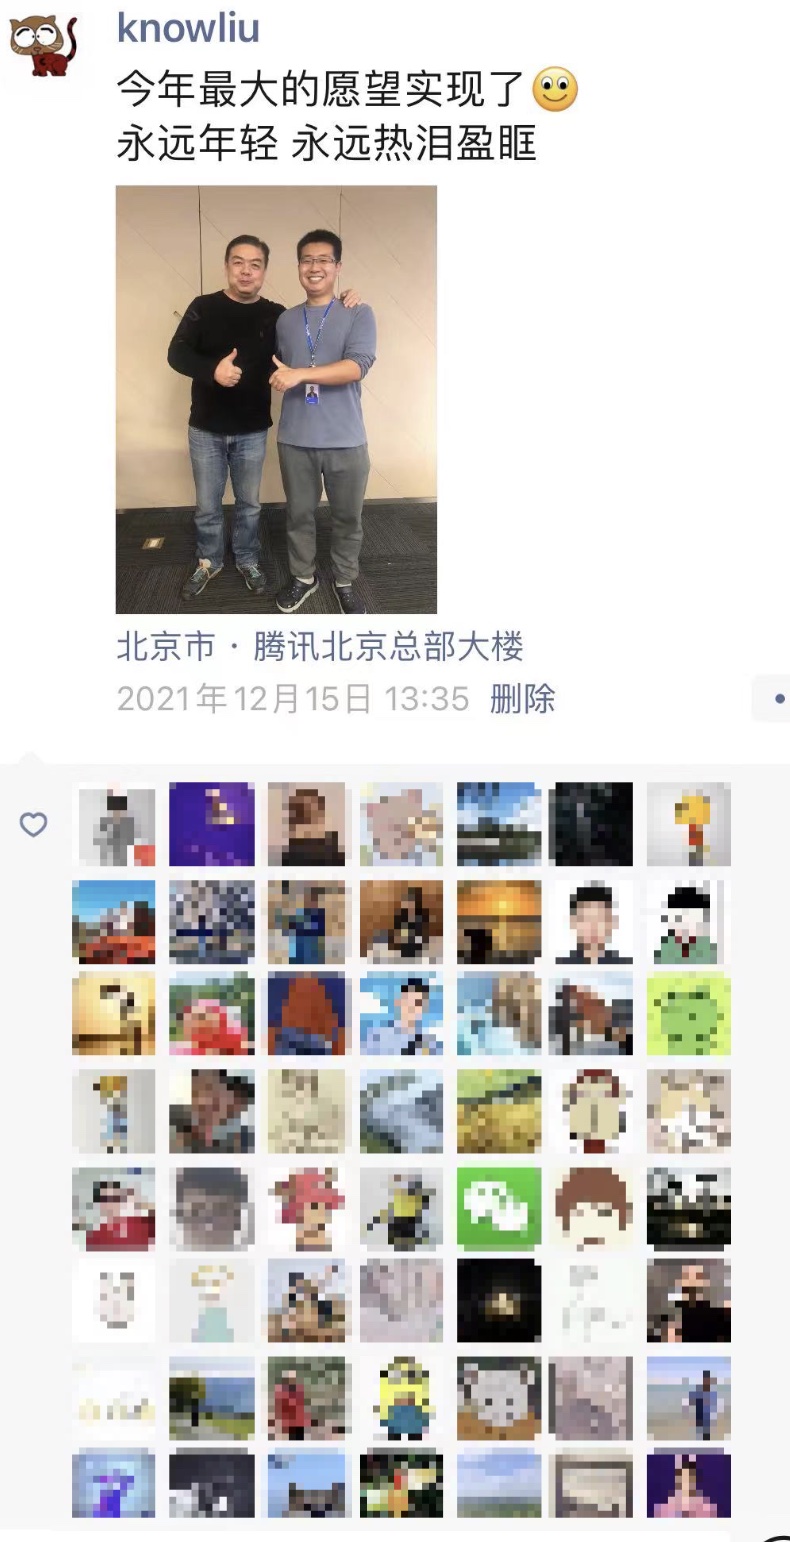 knowliu
今年最大的愿望实现了
永远年轻 永远热泪盈眶
北京市 · 腾讯北京总部大楼
2021年12月15日 13:35 删除